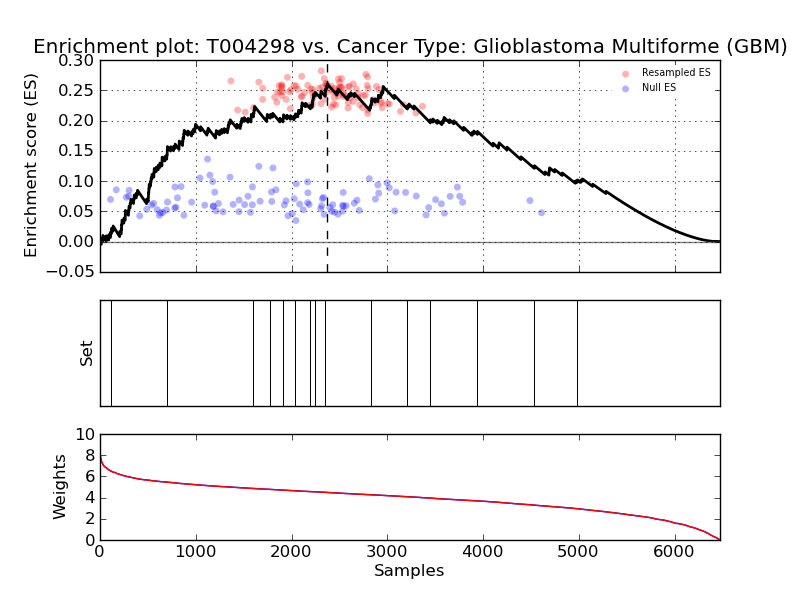 Enrichment plot: T004298 vs. Cancer Type: Glioblastoma Multiforme (GBM)
Enrichment score (ES)
0.30
0.25
0.20
0.15
0.10
0.05
0.00
−0.05
Resampled ES
Null ES
Set
Weights
10
8
6
4
2
0
0 1000 2000 3000 4000 5000 6000
Samples